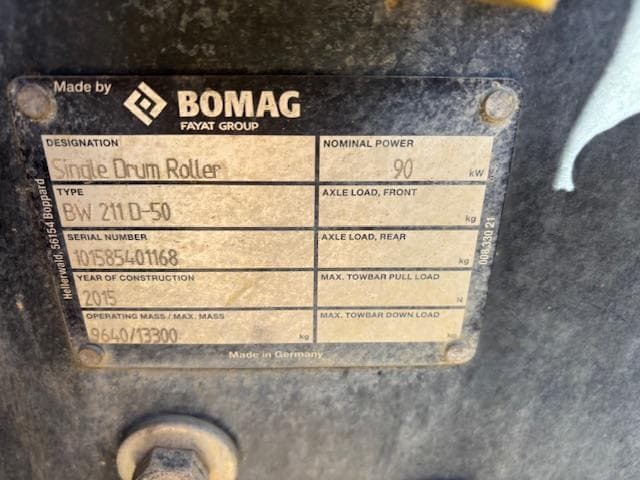 Made by
BOMAG
FAYAT GROUP
DESIGNATION
Single Drum Roller
NOMINAL POWER
90 kW
TYPE
BW 211 D-50
AXLE LOAD, FRONT
kg
SERIAL NUMBER
101585401168
AXLE LOAD, REAR
kg
YEAR OF CONSTRUCTION
2015
MAX. TOWBAR PULL LOAD
N
OPERATING MASS / MAX. MASS
9640/13300 kg
MAX. TOWBAR DOWN LOAD
kg
Made in Germany
Hellerwald, 56154 Boppard
008 330 21